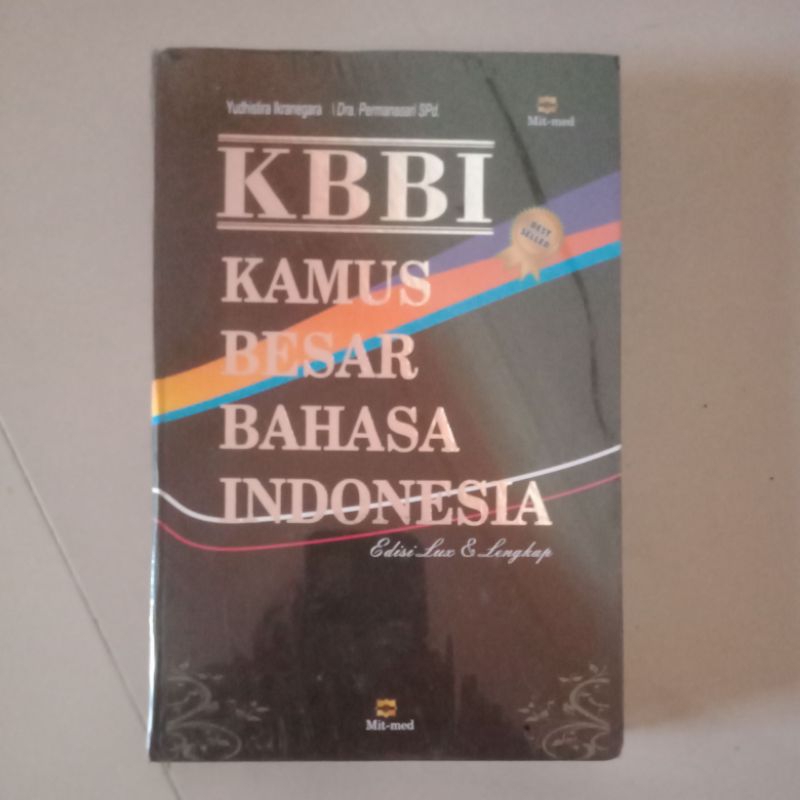 Yudhistira Ikranegara \ Dra. Permanasari SPd.
Mit-med
KBBI
BEST
SELLER
KAMUS
BESAR
BAHASA
INDONESIA
Edisi Lux & Lengkap
Mit-med